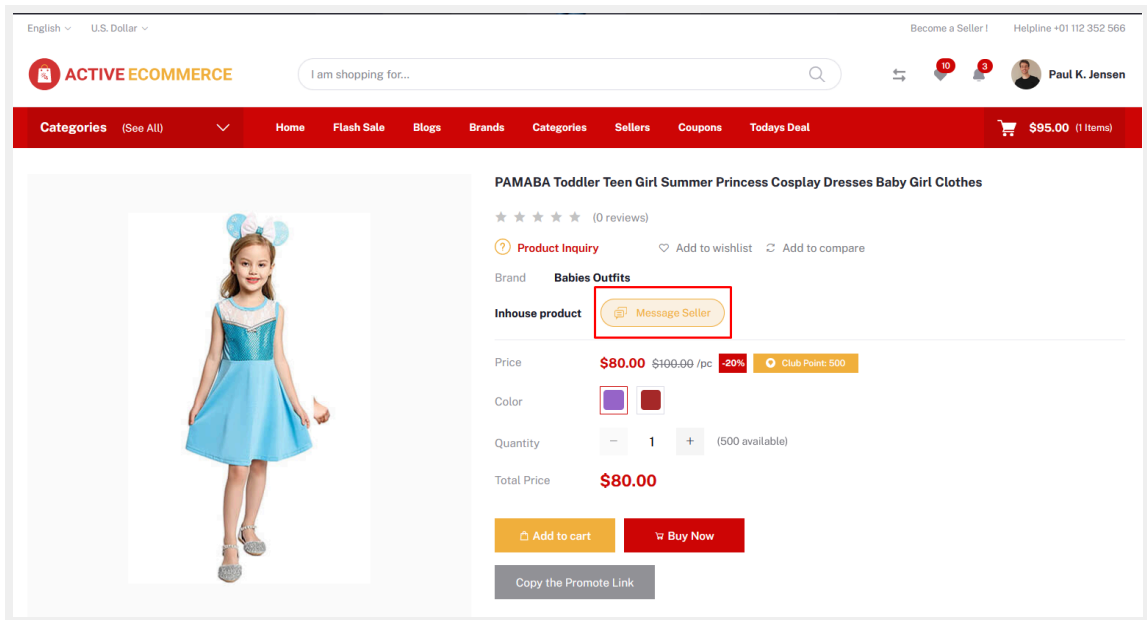 English U.S. Dollar Become a Seller ! Helpline +01 112 352 566
ACTIVE ECOMMERCE I am shopping for... 10 3 Paul K. Jensen
Categories (See All) Home Flash Sale Blogs Brands Categories Sellers Coupons Todays Deal $95.00 (1 Items)
PAMABA Toddler Teen Girl Summer Princess Cosplay Dresses Baby Girl Clothes
(0 reviews)
? Product Inquiry Add to wishlist Add to compare
Brand Babies Outfits
Inhouse product Message Seller
Price $80.00 $100.00 /pc -20% Club Point: 500
Color
Quantity − 1 + (500 available)
Total Price $80.00
Add to cart Buy Now
Copy the Promote Link